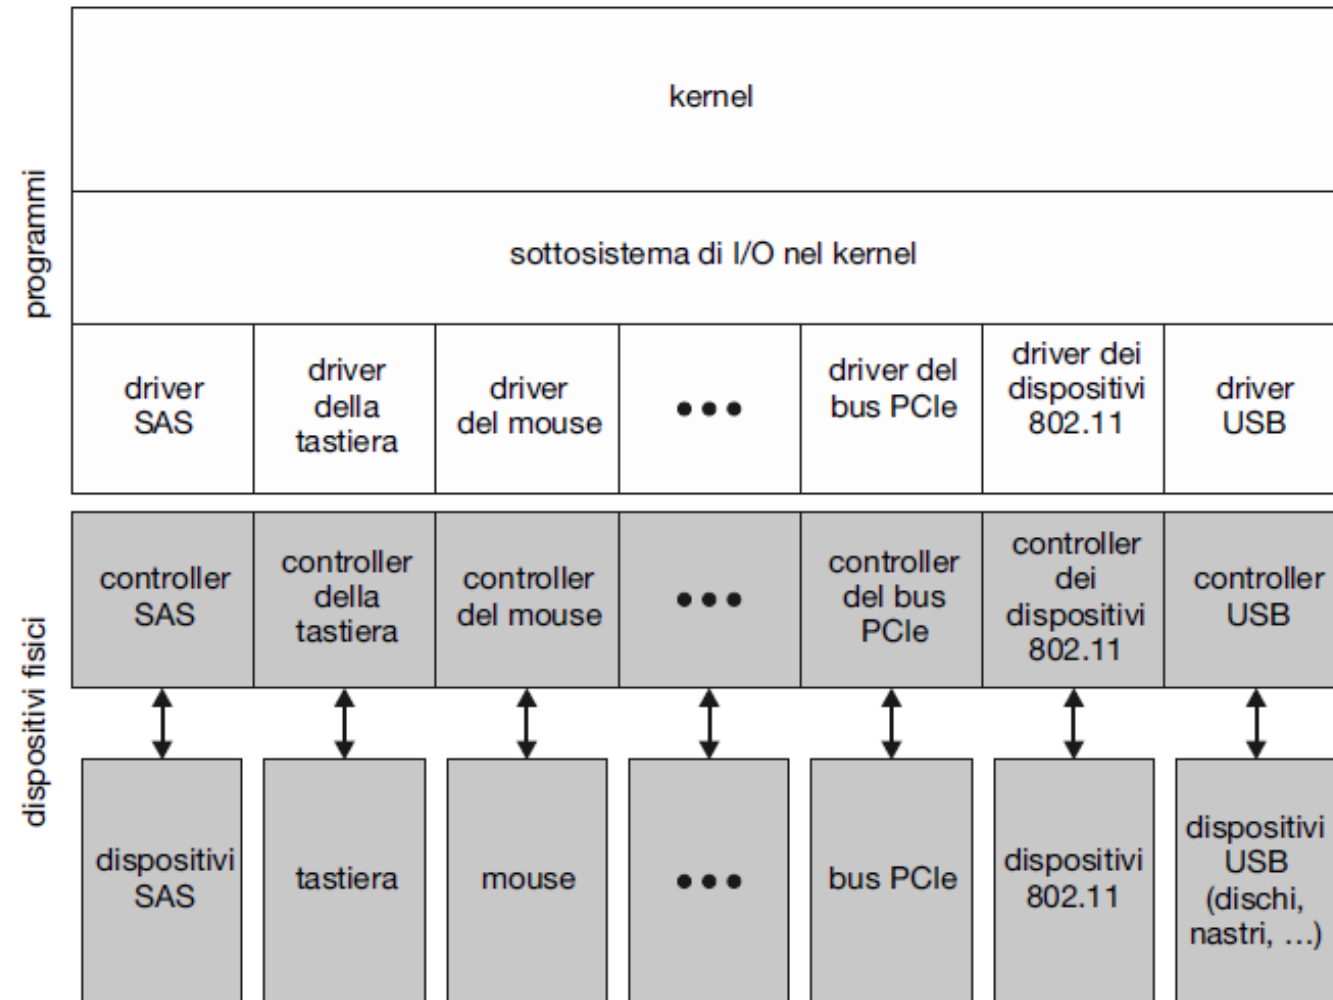 programmi
kernel
sottosistema di I/O nel kernel
driver
SAS
driver
della
tastiera
driver
del mouse
•••
driver del
bus PCIe
driver dei
dispositivi
802.11
driver
USB
dispositivi fisici
controller
SAS
controller
della
tastiera
controller
del mouse
•••
controller
del bus
PCIe
controller
dei
dispositivi
802.11
controller
USB
dispositivi
SAS
tastiera
mouse
•••
bus PCIe
dispositivi
802.11
dispositivi
USB
(dischi,
nastri, ...)